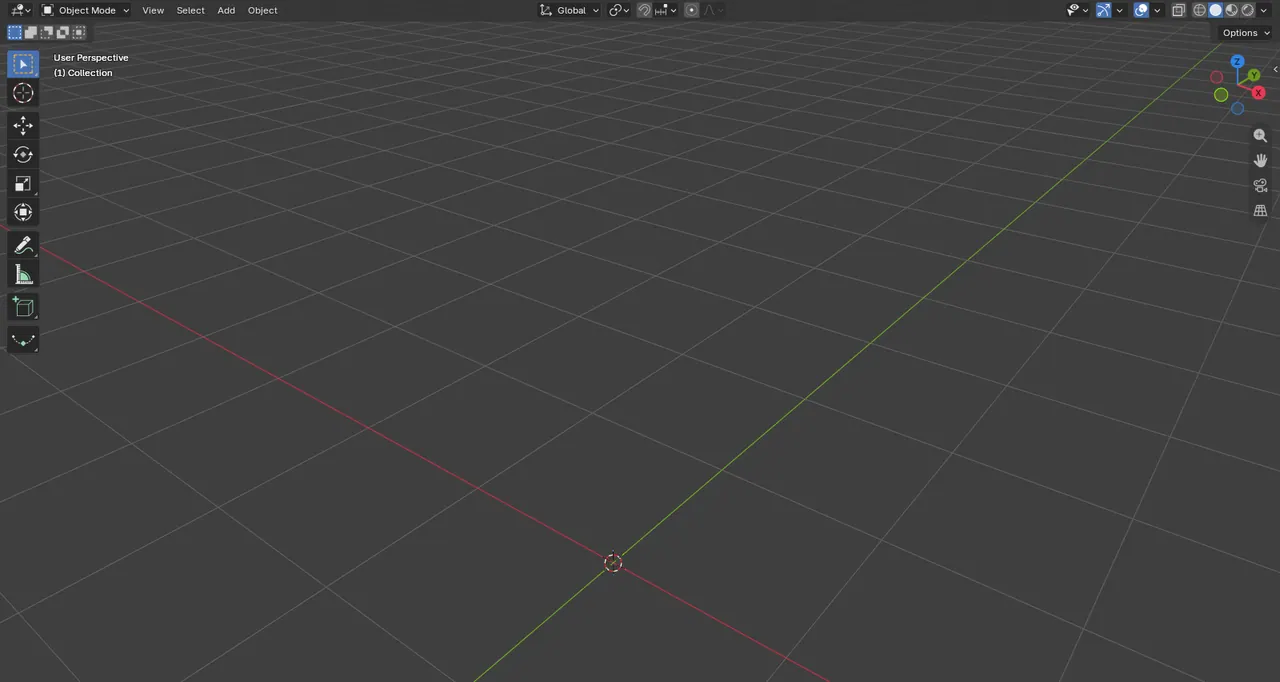 Object Mode View Select Add Object Global
Options
User Perspective
(1) Collection
Z
Y
X